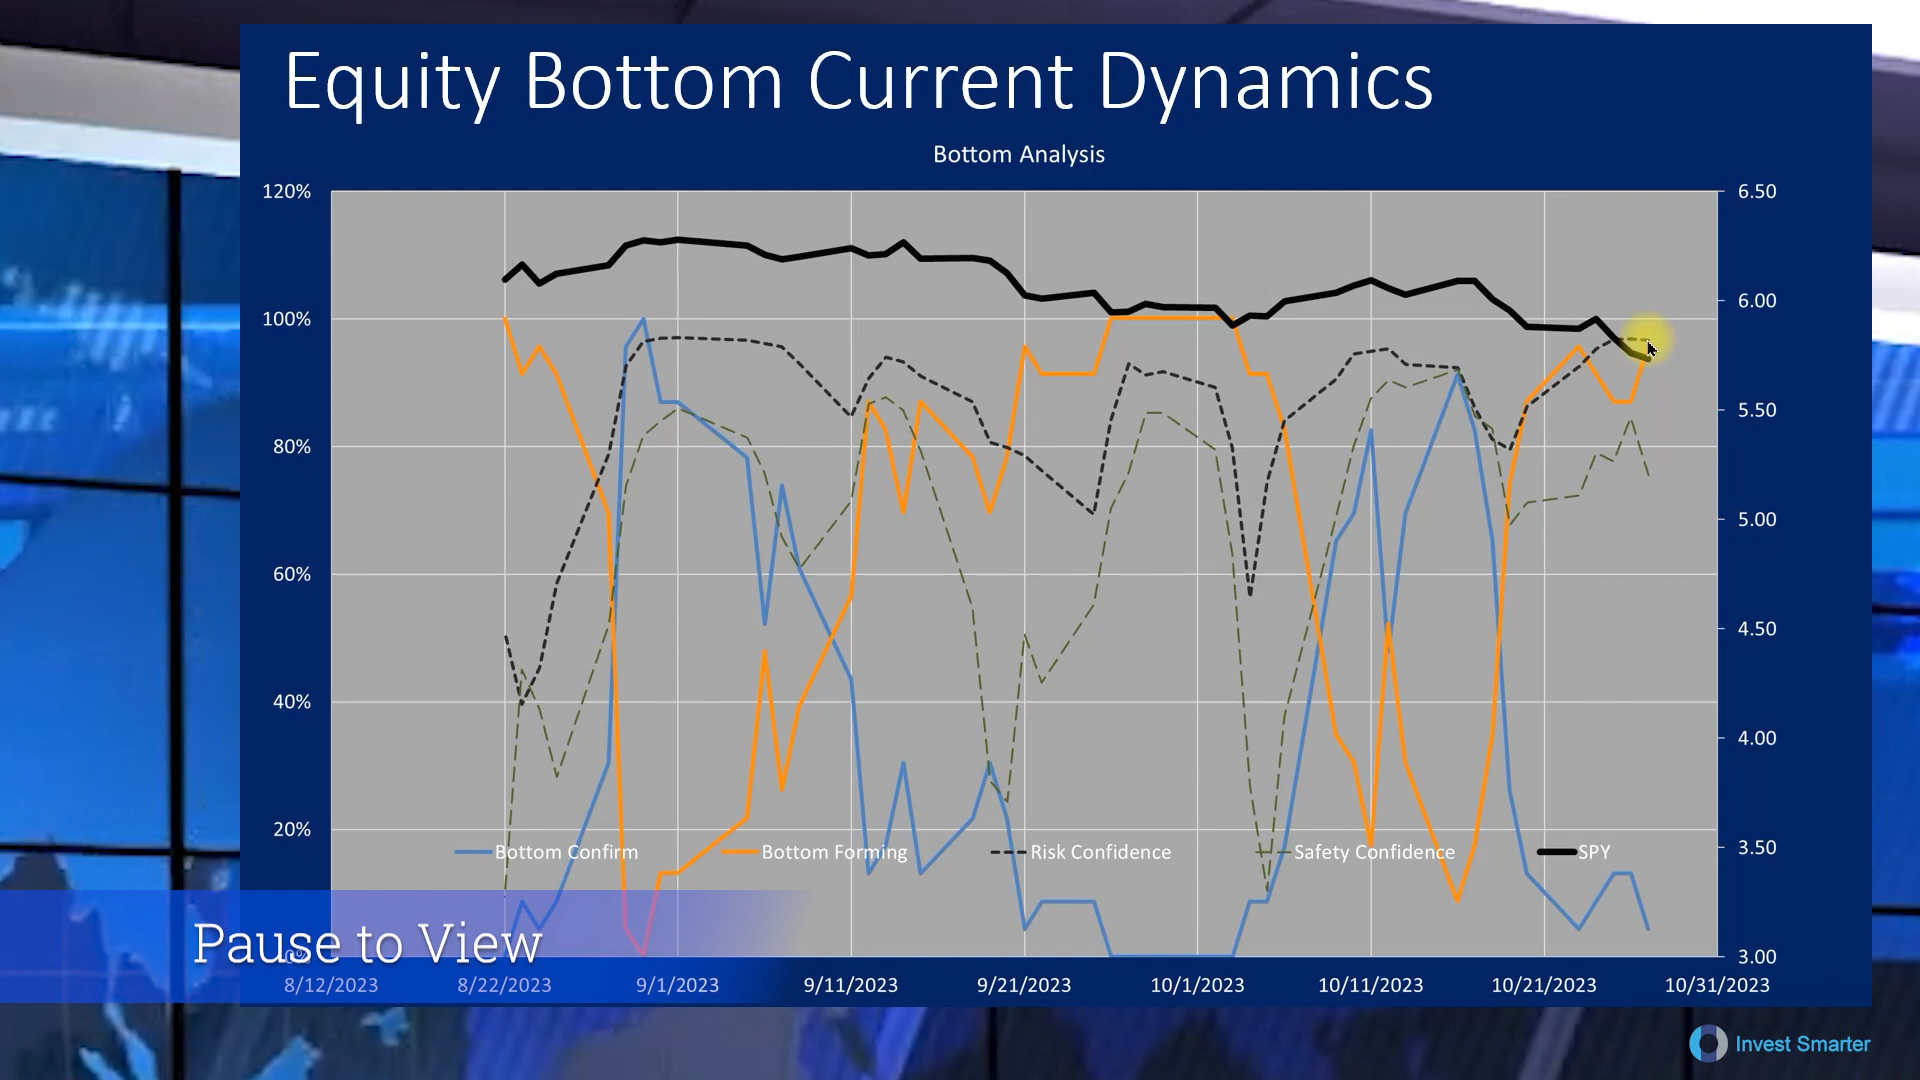 Equity Bottom Current Dynamics
Bottom Analysis
120%
100%
80%
60%
40%
20%
0%
6.50
6.00
5.50
5.00
4.50
4.00
3.50
3.00
Bottom Confirm Bottom Forming Risk Confidence Safety Confidence SPY
Pause to View
8/12/2023 8/22/2023 9/1/2023 9/11/2023 9/21/2023 10/1/2023 10/11/2023 10/21/2023 10/31/2023
Invest Smarter